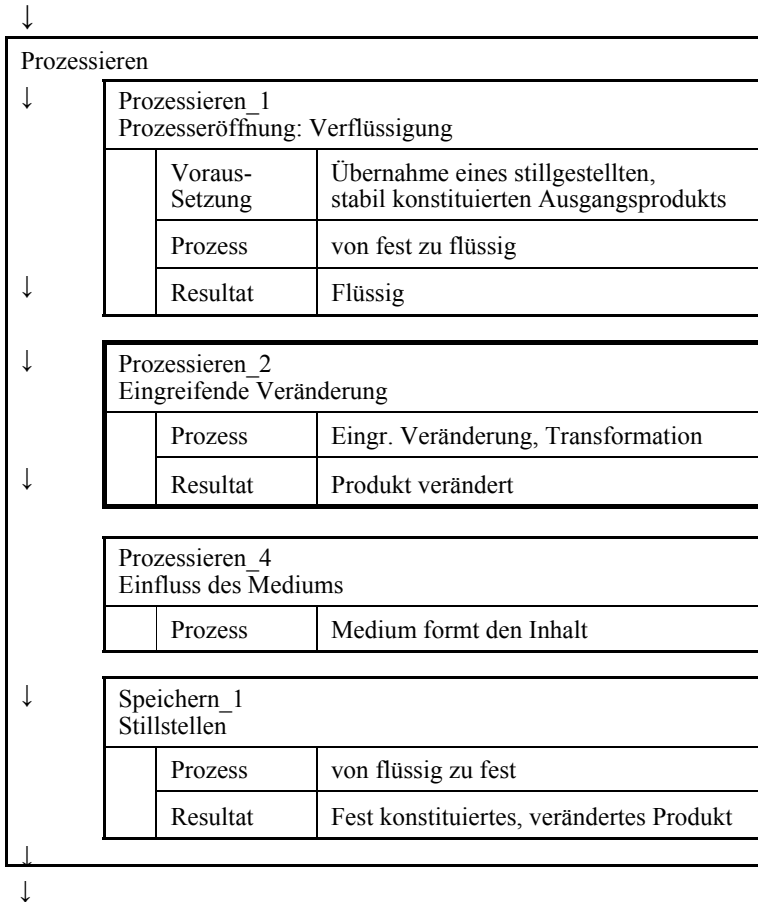 ↓
Prozessieren
↓
Prozessieren_1
Prozesseröffnung: Verflüssigung
Voraus-
Setzung
Übernahme eines stillgestellten,
stabil konstituierten Ausgangsprodukts
Prozess
von fest zu flüssig
↓
Resultat
Flüssig
↓
Prozessieren_2
Eingreifende Veränderung
Prozess
Eingr. Veränderung, Transformation
↓
Resultat
Produkt verändert
Prozessieren_4
Einfluss des Mediums
Prozess
Medium formt den Inhalt
↓
Speichern_1
Stillstellen
Prozess
von flüssig zu fest
Resultat
Fest konstituiertes, verändertes Produkt
↓
↓